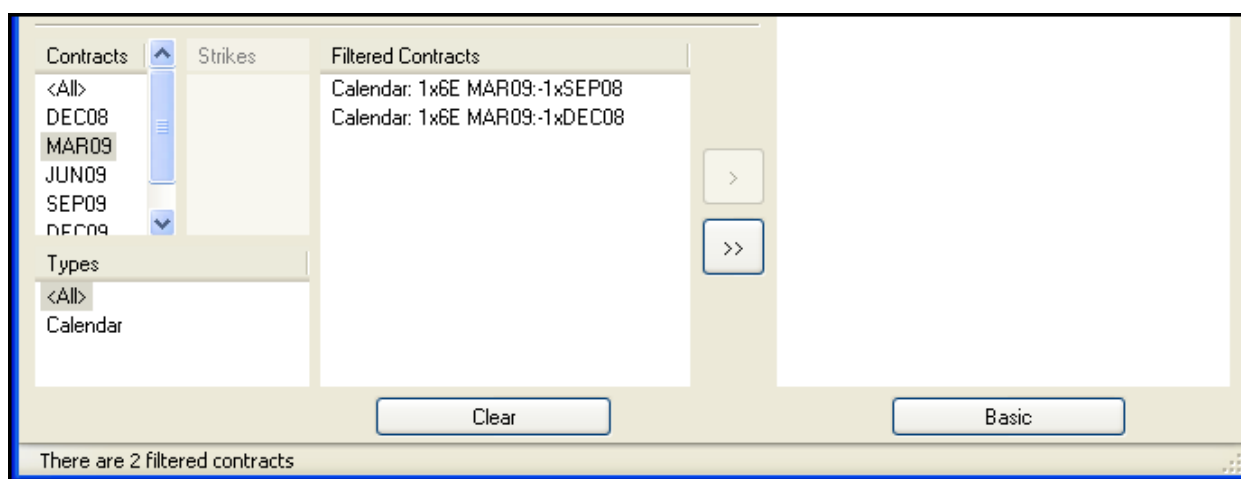 Contracts
<All>
DEC08
MAR09
JUN09
SEP09
DEC09
Strikes
Filtered Contracts
Calendar: 1x6E MAR09:-1xSEP08
Calendar: 1x6E MAR09:-1xDEC08
>
>>
Types
<All>
Calendar
Clear
Basic
There are 2 filtered contracts